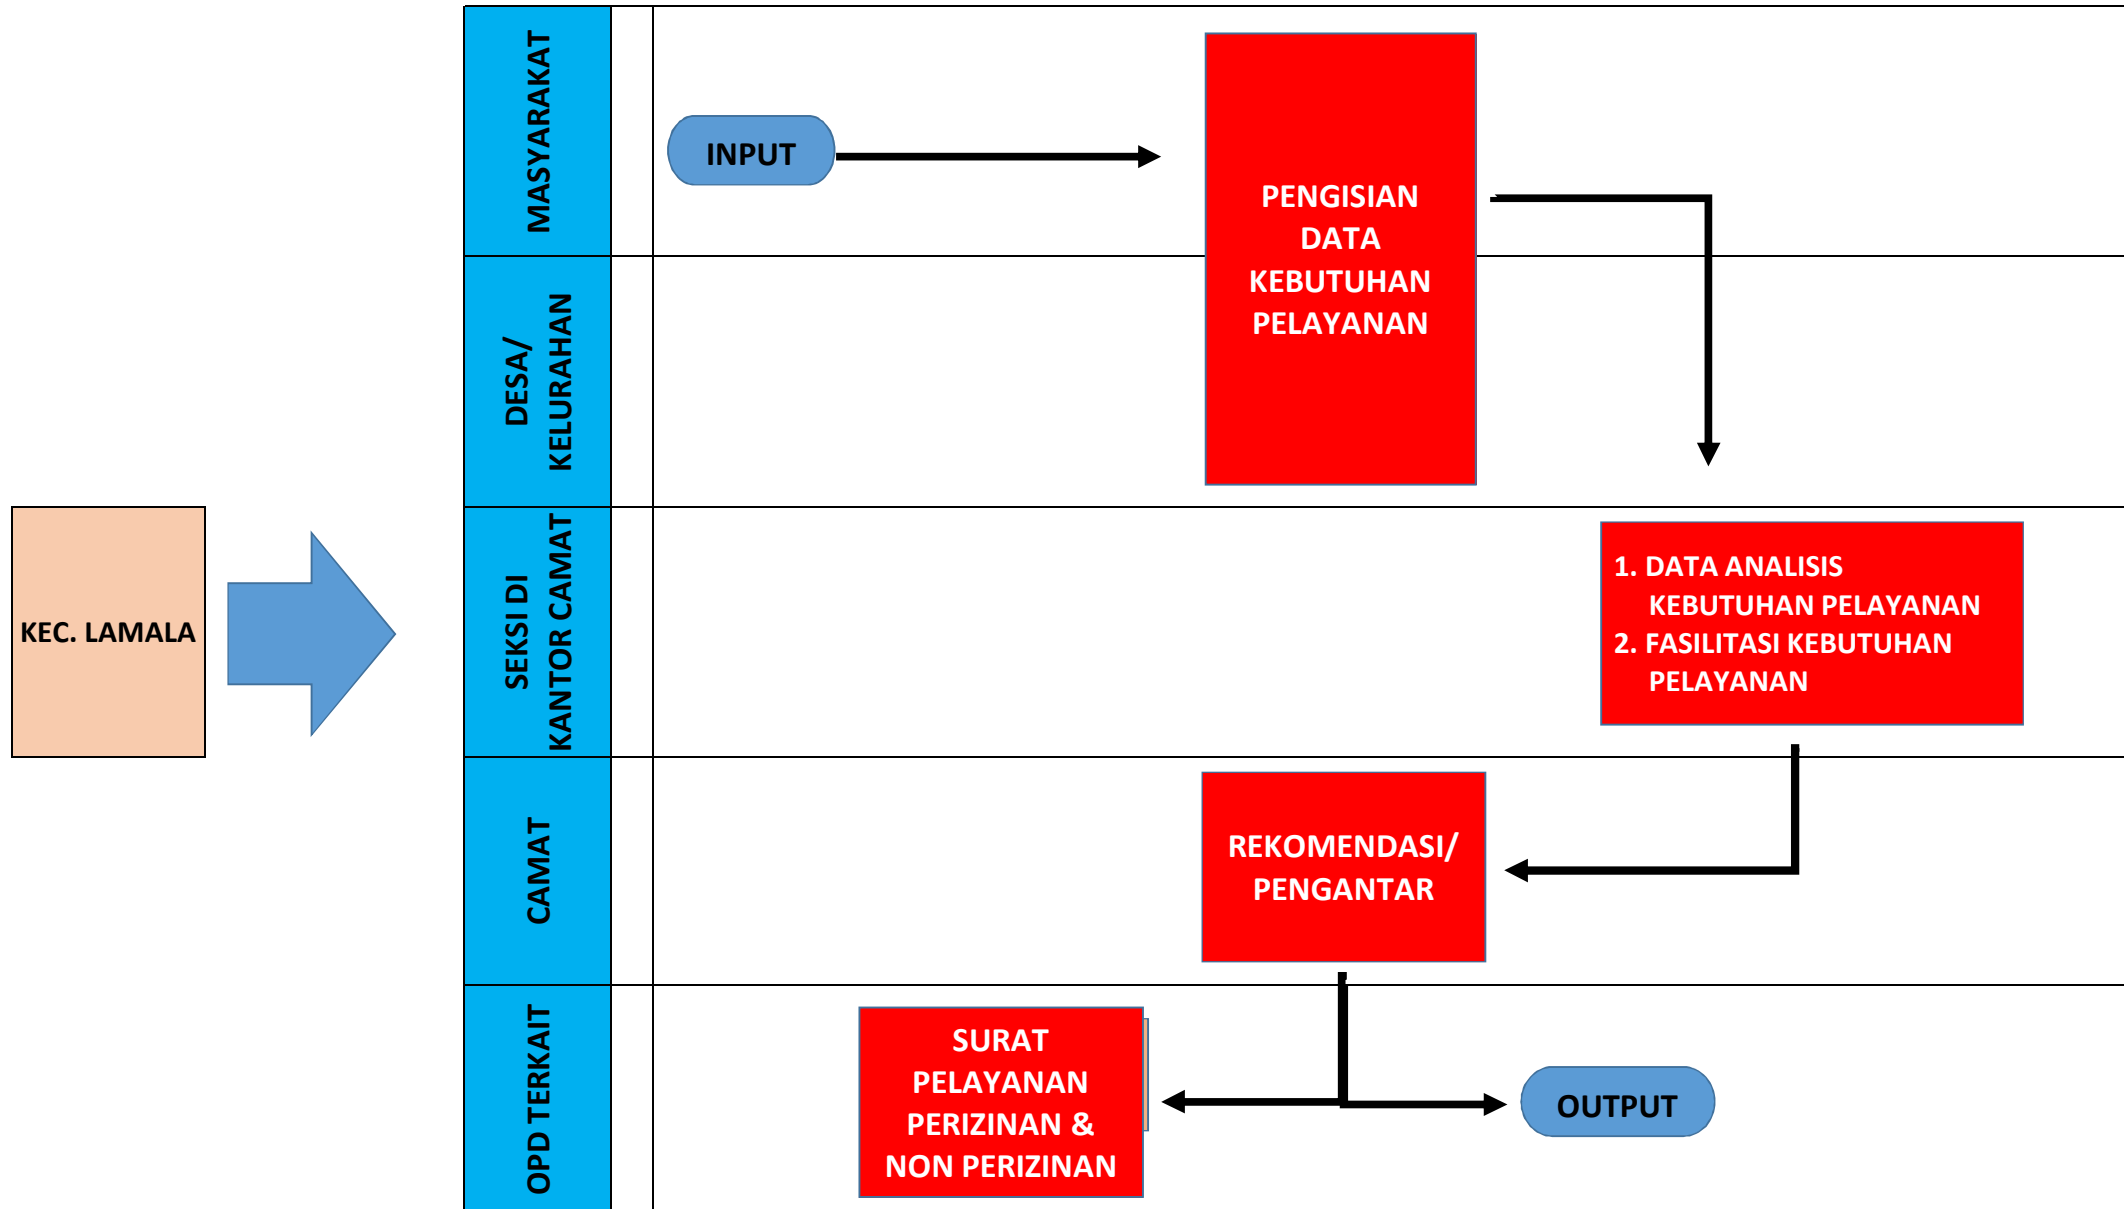 MASYARAKAT
INPUT
PENGISIAN
DATA
KEBUTUHAN
PELAYANAN
DESA/
KELURAHAN
KEC. LAMALA
SEKSI DI
KANTOR CAMAT
1. DATA ANALISIS
KEBUTUHAN PELAYANAN
2. FASILITASI KEBUTUHAN
PELAYANAN
CAMAT
REKOMENDASI/
PENGANTAR
OPD TERKAIT
SURAT
PELAYANAN
PERIZINAN &
NON PERIZINAN
OUTPUT